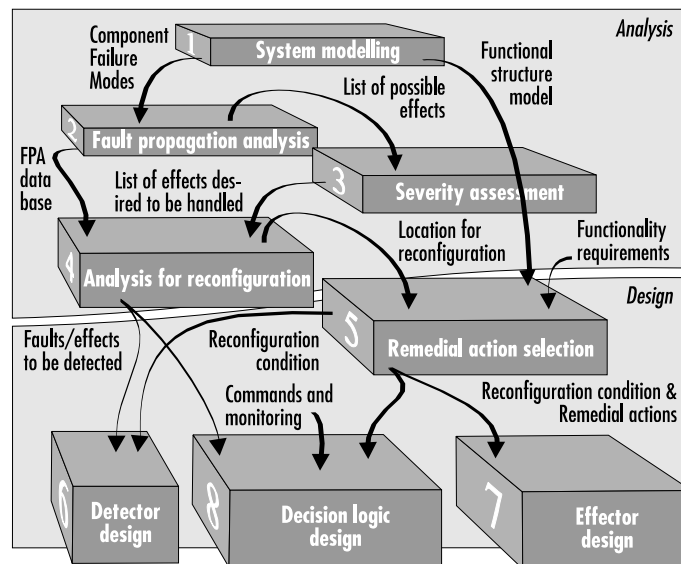 Analysis
Component
Failure
Modes
1
System modelling
Functional
structure
model
List of possible
effects
2
Fault propagation analysis
FPA
data
base
List of effects des-
ired to be handled
3
Severity assessment
Location for
reconfiguration
Functionality
requirements
4
Analysis for reconfiguration
Design
5
Remedial action selection
Faults/effects
to be detected
Reconfiguration
condition
Commands and
monitoring
Reconfiguration condition &
Remedial actions
6
Detector
design
8
Decision logic
design
7
Effector
design